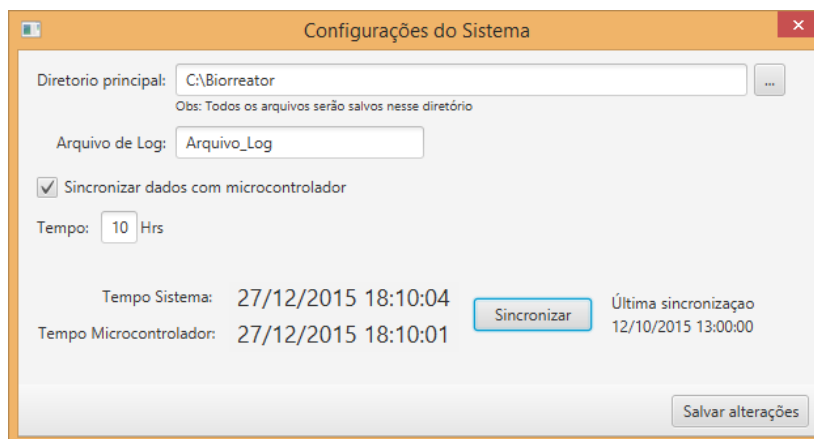 Configurações do Sistema
Diretorio principal: C:\Biorreator ...
Obs: Todos os arquivos serão salvos nesse diretório
Arquivo de Log: Arquivo_Log
Sincronizar dados com microcontrolador
Tempo: 10 Hrs
Tempo Sistema: 27/12/2015 18:10:04
Tempo Microcontrolador: 27/12/2015 18:10:01
Sincronizar
Última sincronizaçao
12/10/2015 13:00:00
Salvar alterações